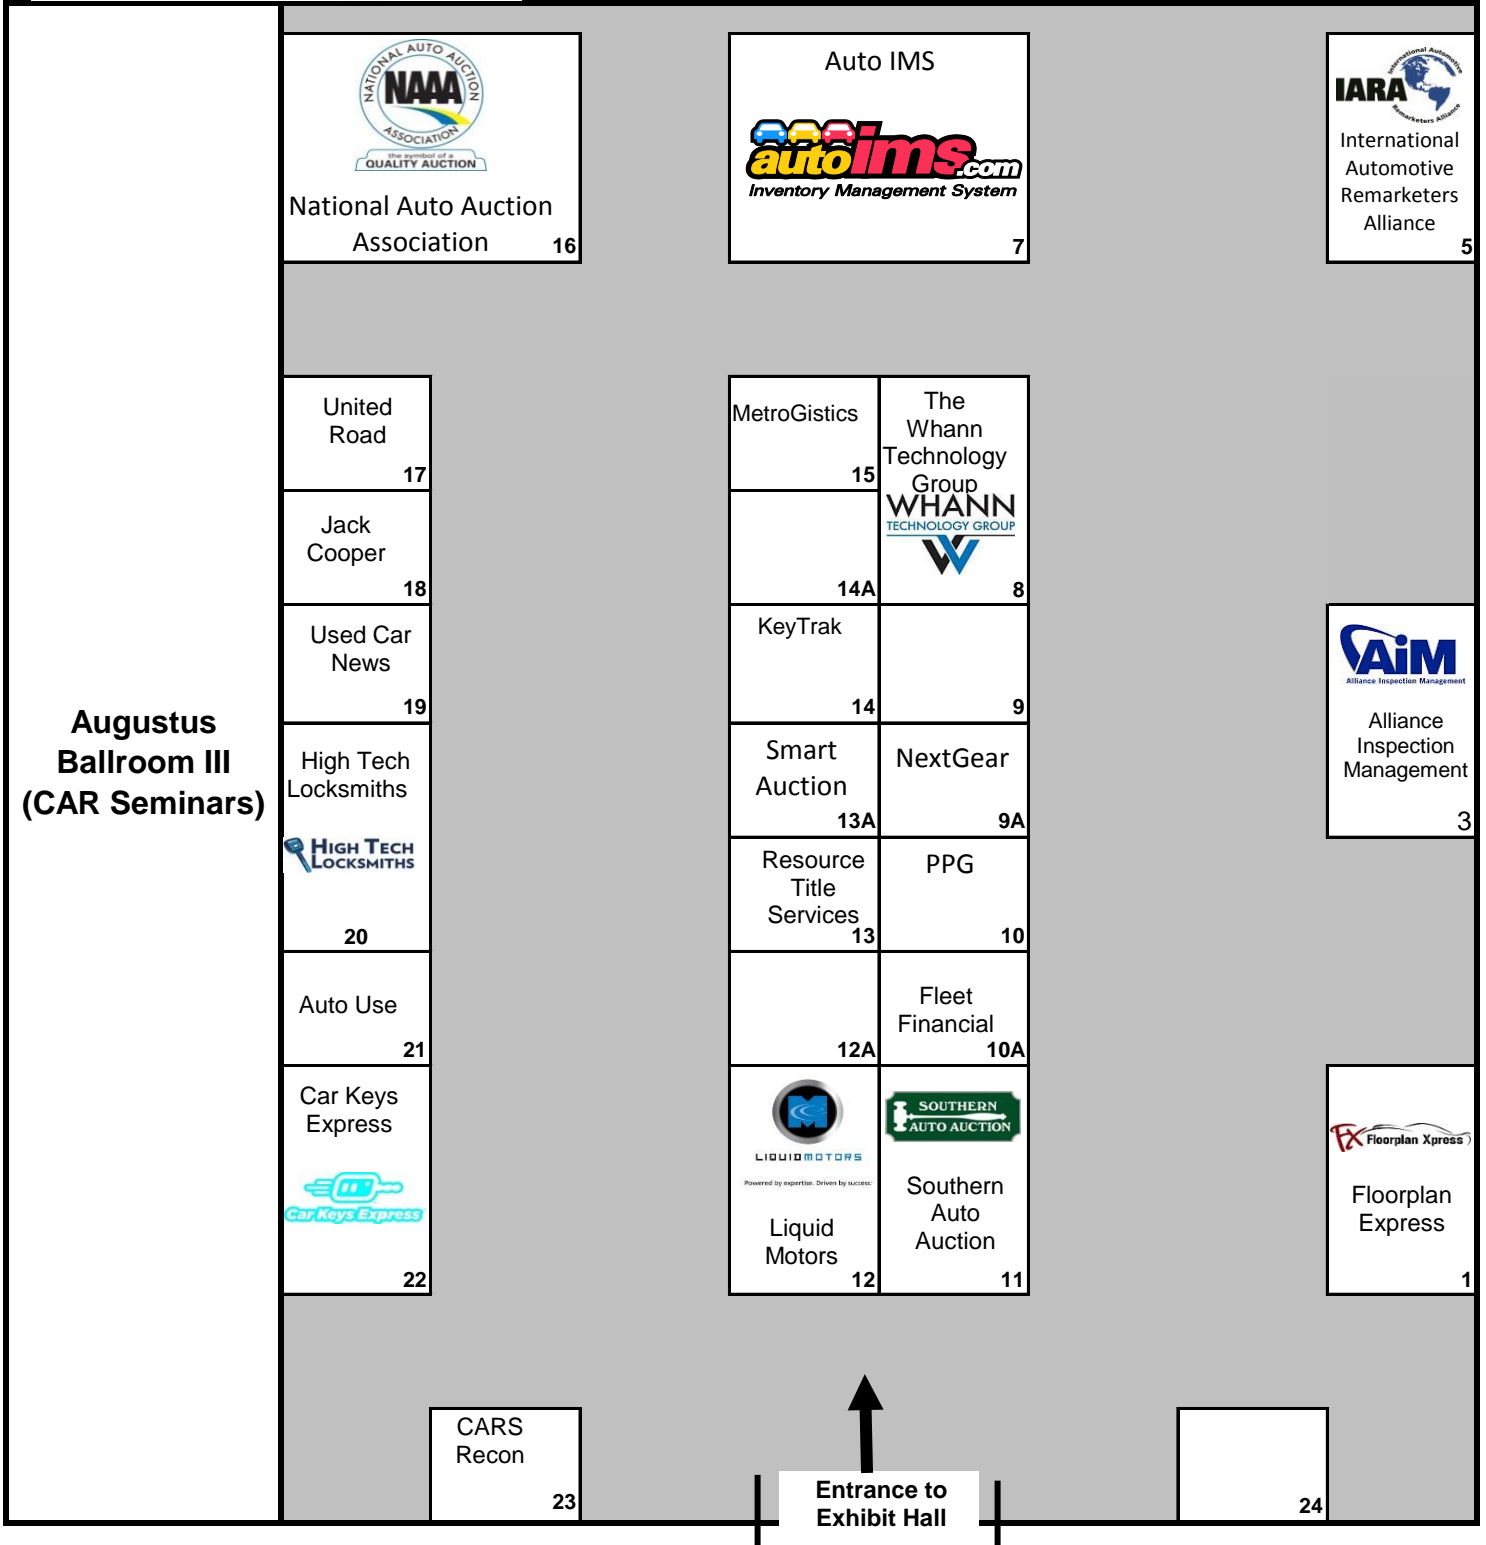 NATIONAL AUTO AUCTION
NAAA
ASSOCIATION
the symbol of a
QUALITY AUCTION
National Auto Auction
Association
16
Auto IMS
autoims.com
Inventory Management System
7
International Automotive
IARA
Remarketers Alliance
International
Automotive
Remarketers
Alliance
5
United
Road
17
MetroGistics
15
The
Whann
Technology
Group
WHANN
TECHNOLOGY GROUP
8
Jack
Cooper
18
14A
Used Car
News
19
KeyTrak
14
9
AiM
Alliance Inspection Management
Alliance
Inspection
Management
3
Augustus
Ballroom III
(CAR Seminars)
High Tech
Locksmiths
HIGH TECH
LOCKSMITHS
20
Smart
Auction
13A
NextGear
9A
Resource
Title
Services
13
PPG
10
Auto Use
21
12A
Fleet
Financial
10A
Car Keys
Express
Car Keys Express
22
M
LIQUIDMOTORS
Powered by expertise. Driven by success.
Liquid
Motors
12
SOUTHERN
AUTO AUCTION
Southern
Auto
Auction
11
FX Floorplan Xpress
Floorplan
Express
1
CARS
Recon
23
Entrance to
Exhibit Hall
24